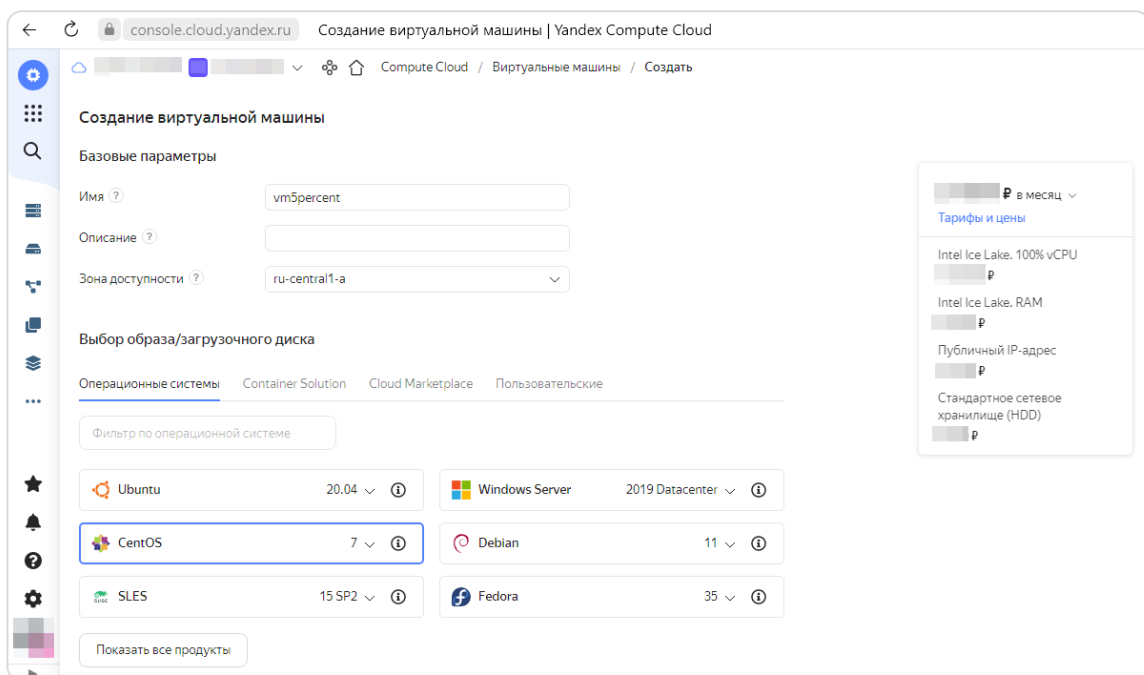 console.cloud.yandex.ru Создание виртуальной машины | Yandex Compute Cloud
Compute Cloud / Виртуальные машины / Создать
Создание виртуальной машины
Базовые параметры
Имя ?
vm5percent
Описание ?
Зона доступности ?
ru-central1-a
Выбор образа/загрузочного диска
Операционные системы Container Solution Cloud Marketplace Пользовательские
Фильтр по операционной системе
Ubuntu 20.04
Windows Server 2019 Datacenter
CentOS 7
Debian 11
SLES 15 SP2
Fedora 35
Показать все продукты
₽ в месяц
Тарифы и цены
Intel Ice Lake. 100% vCPU
₽
Intel Ice Lake. RAM
₽
Публичный IP-адрес
₽
Стандартное сетевое
хранилище (HDD)
₽